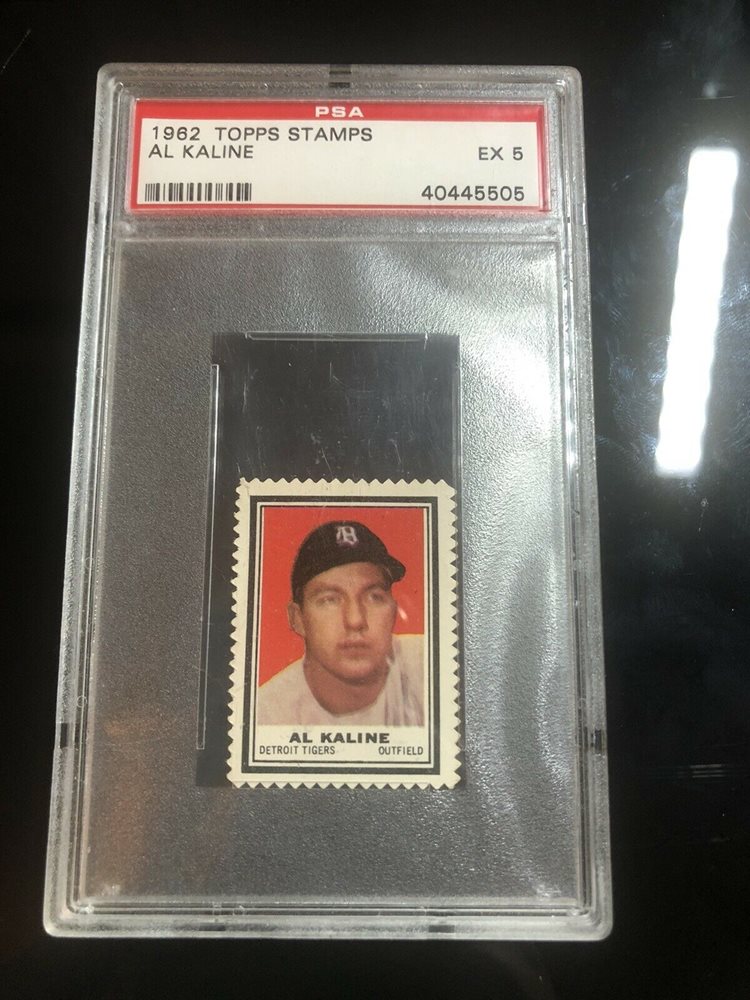 PSA
1962 TOPPS STAMPS
AL KALINE EX 5
40445505
D
AL KALINE
DETROIT TIGERS OUTFIELD